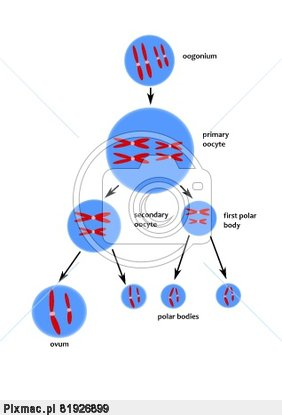 oogonium
primary
oocyte
secondary
oocyte
first polar
body
polar bodies
ovum
Pixmac.pl 81926899